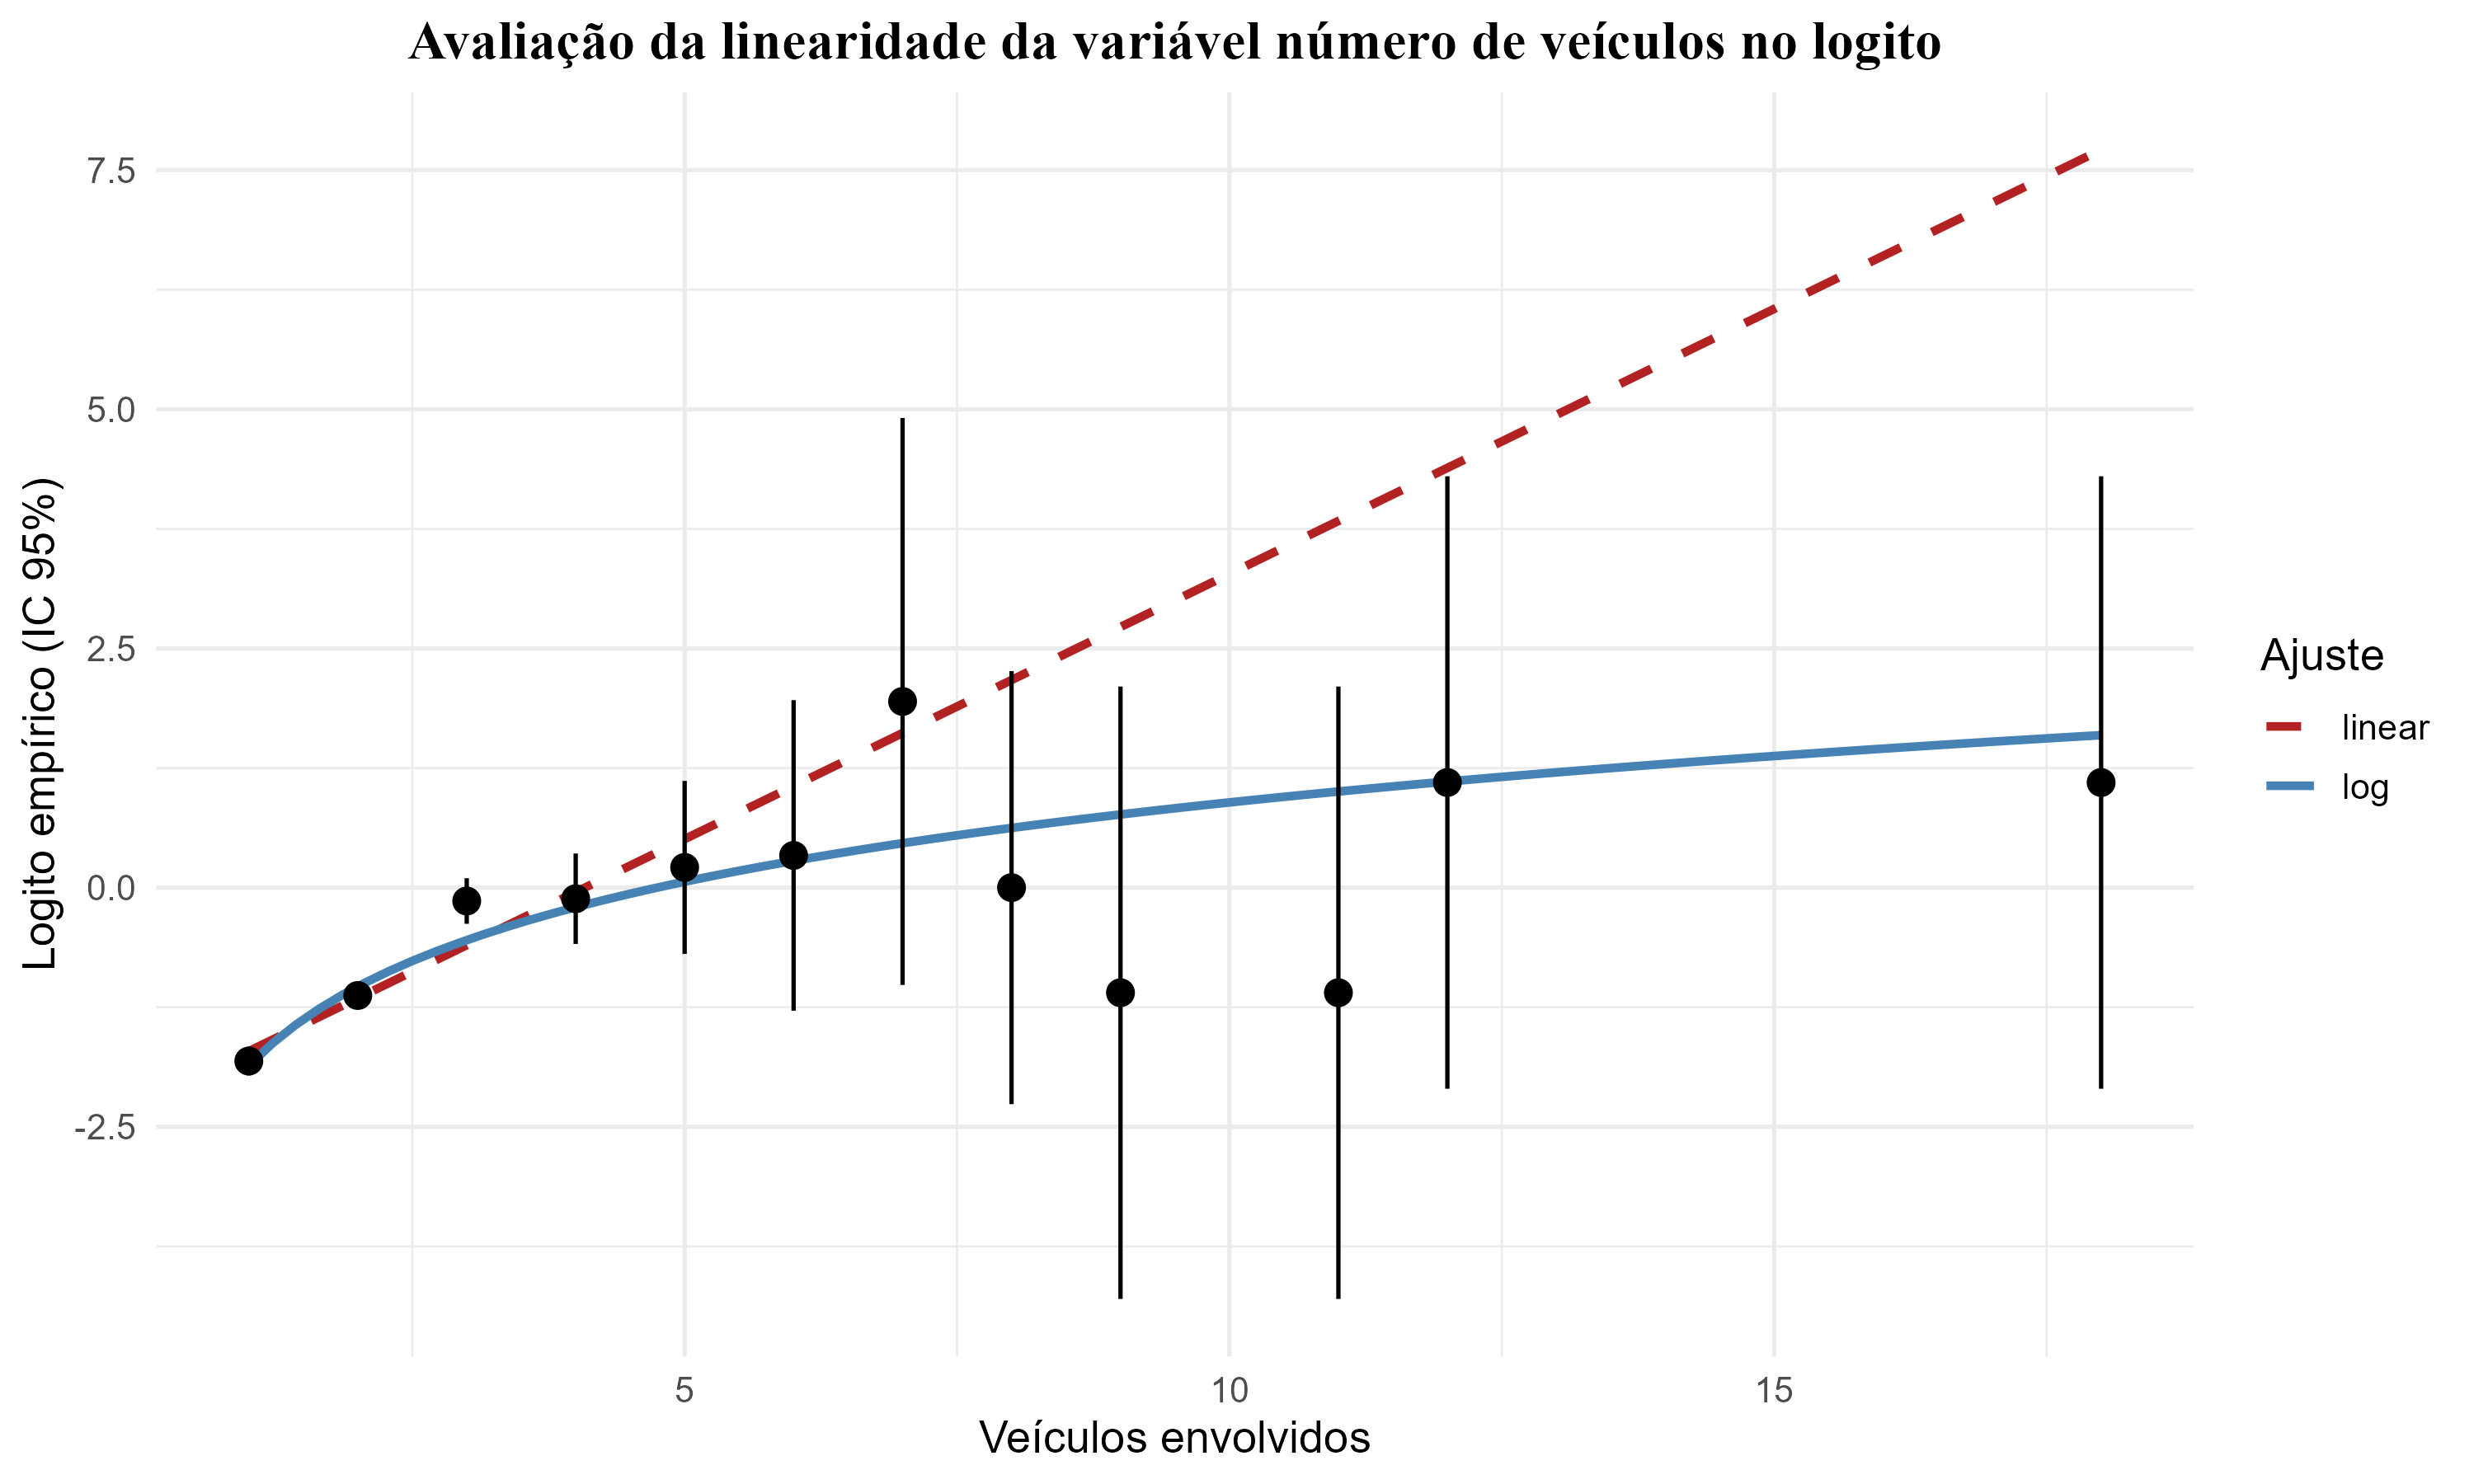 Avaliação da linearidade da variável número de veículos no logito
7.5
5.0
2.5
0.0
-2.5
Logito empírico (IC 95%)
5
10
15
Veículos envolvidos
Ajuste
linear
log